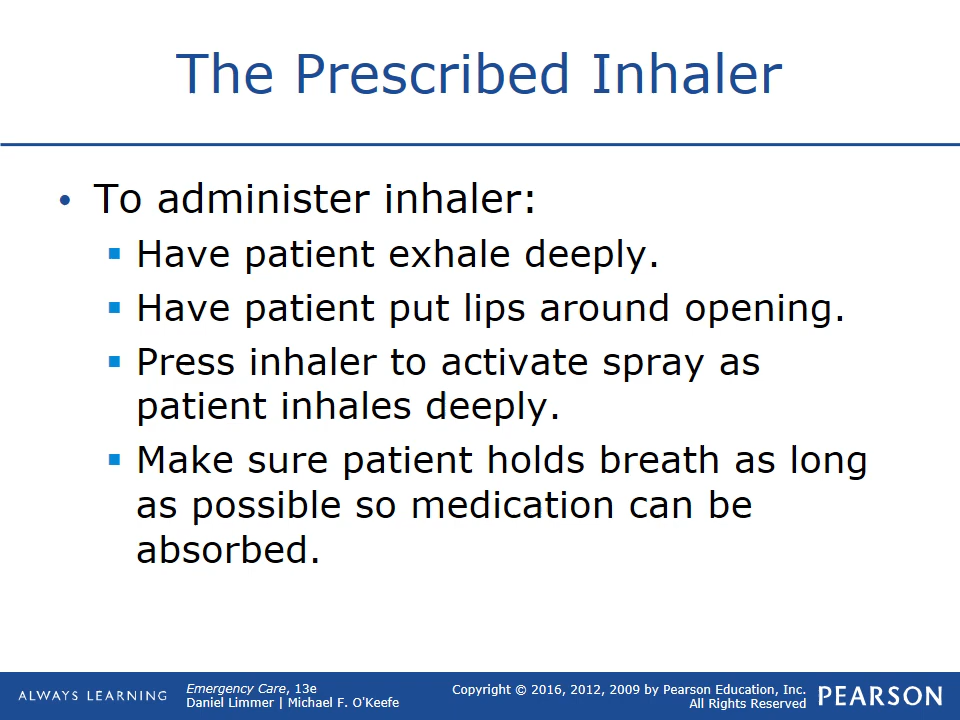 The Prescribed Inhaler
• To administer inhaler:
▪ Have patient exhale deeply.
▪ Have patient put lips around opening.
▪ Press inhaler to activate spray as
patient inhales deeply.
▪ Make sure patient holds breath as long
as possible so medication can be
absorbed.
ALWAYS LEARNING
Emergency Care, 13e
Daniel Limmer | Michael F. O'Keefe
Copyright © 2016, 2012, 2009 by Pearson Education, Inc.
All Rights Reserved
PEARSON